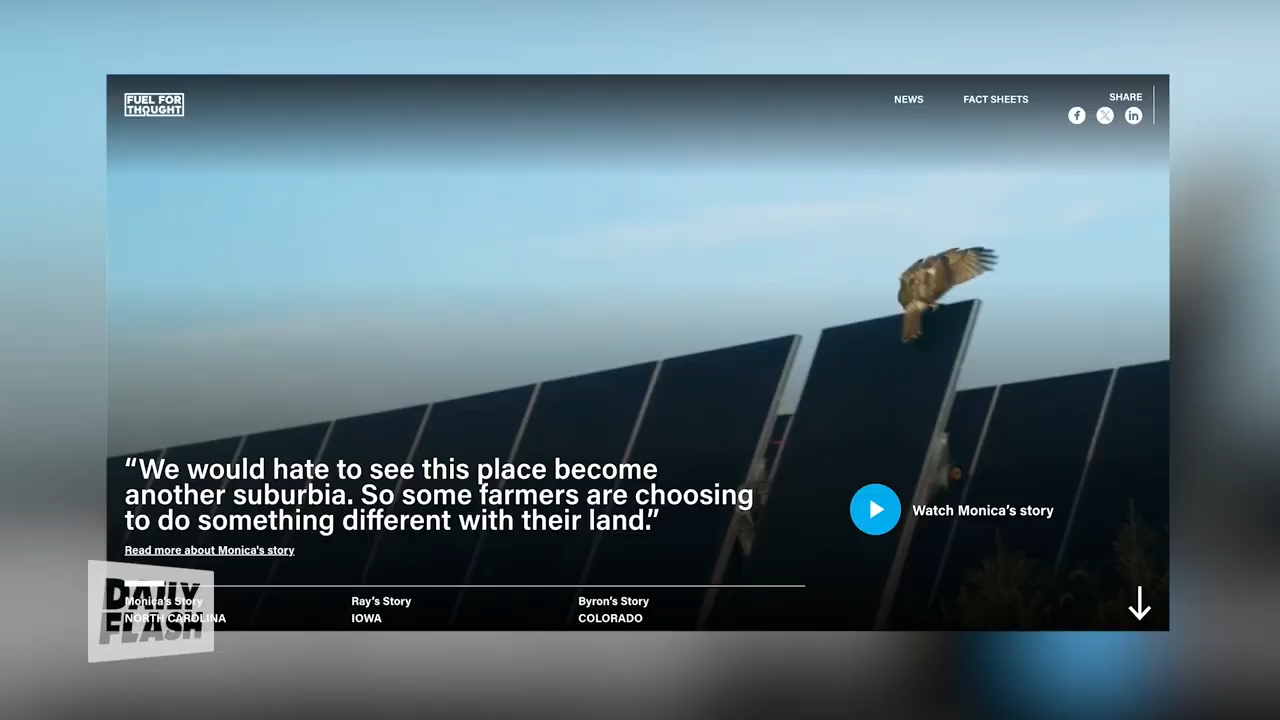 FUEL FOR
THOUGHT
NEWS
FACT SHEETS
SHARE
“We would hate to see this place become
another suburbia. So some farmers are choosing
to do something different with their land.”
Watch Monica’s story
Read more about Monica's story
Monica's Story
NORTH CAROLINA
Ray’s Story
IOWA
Byron’s Story
COLORADO
DAILY
FLASH